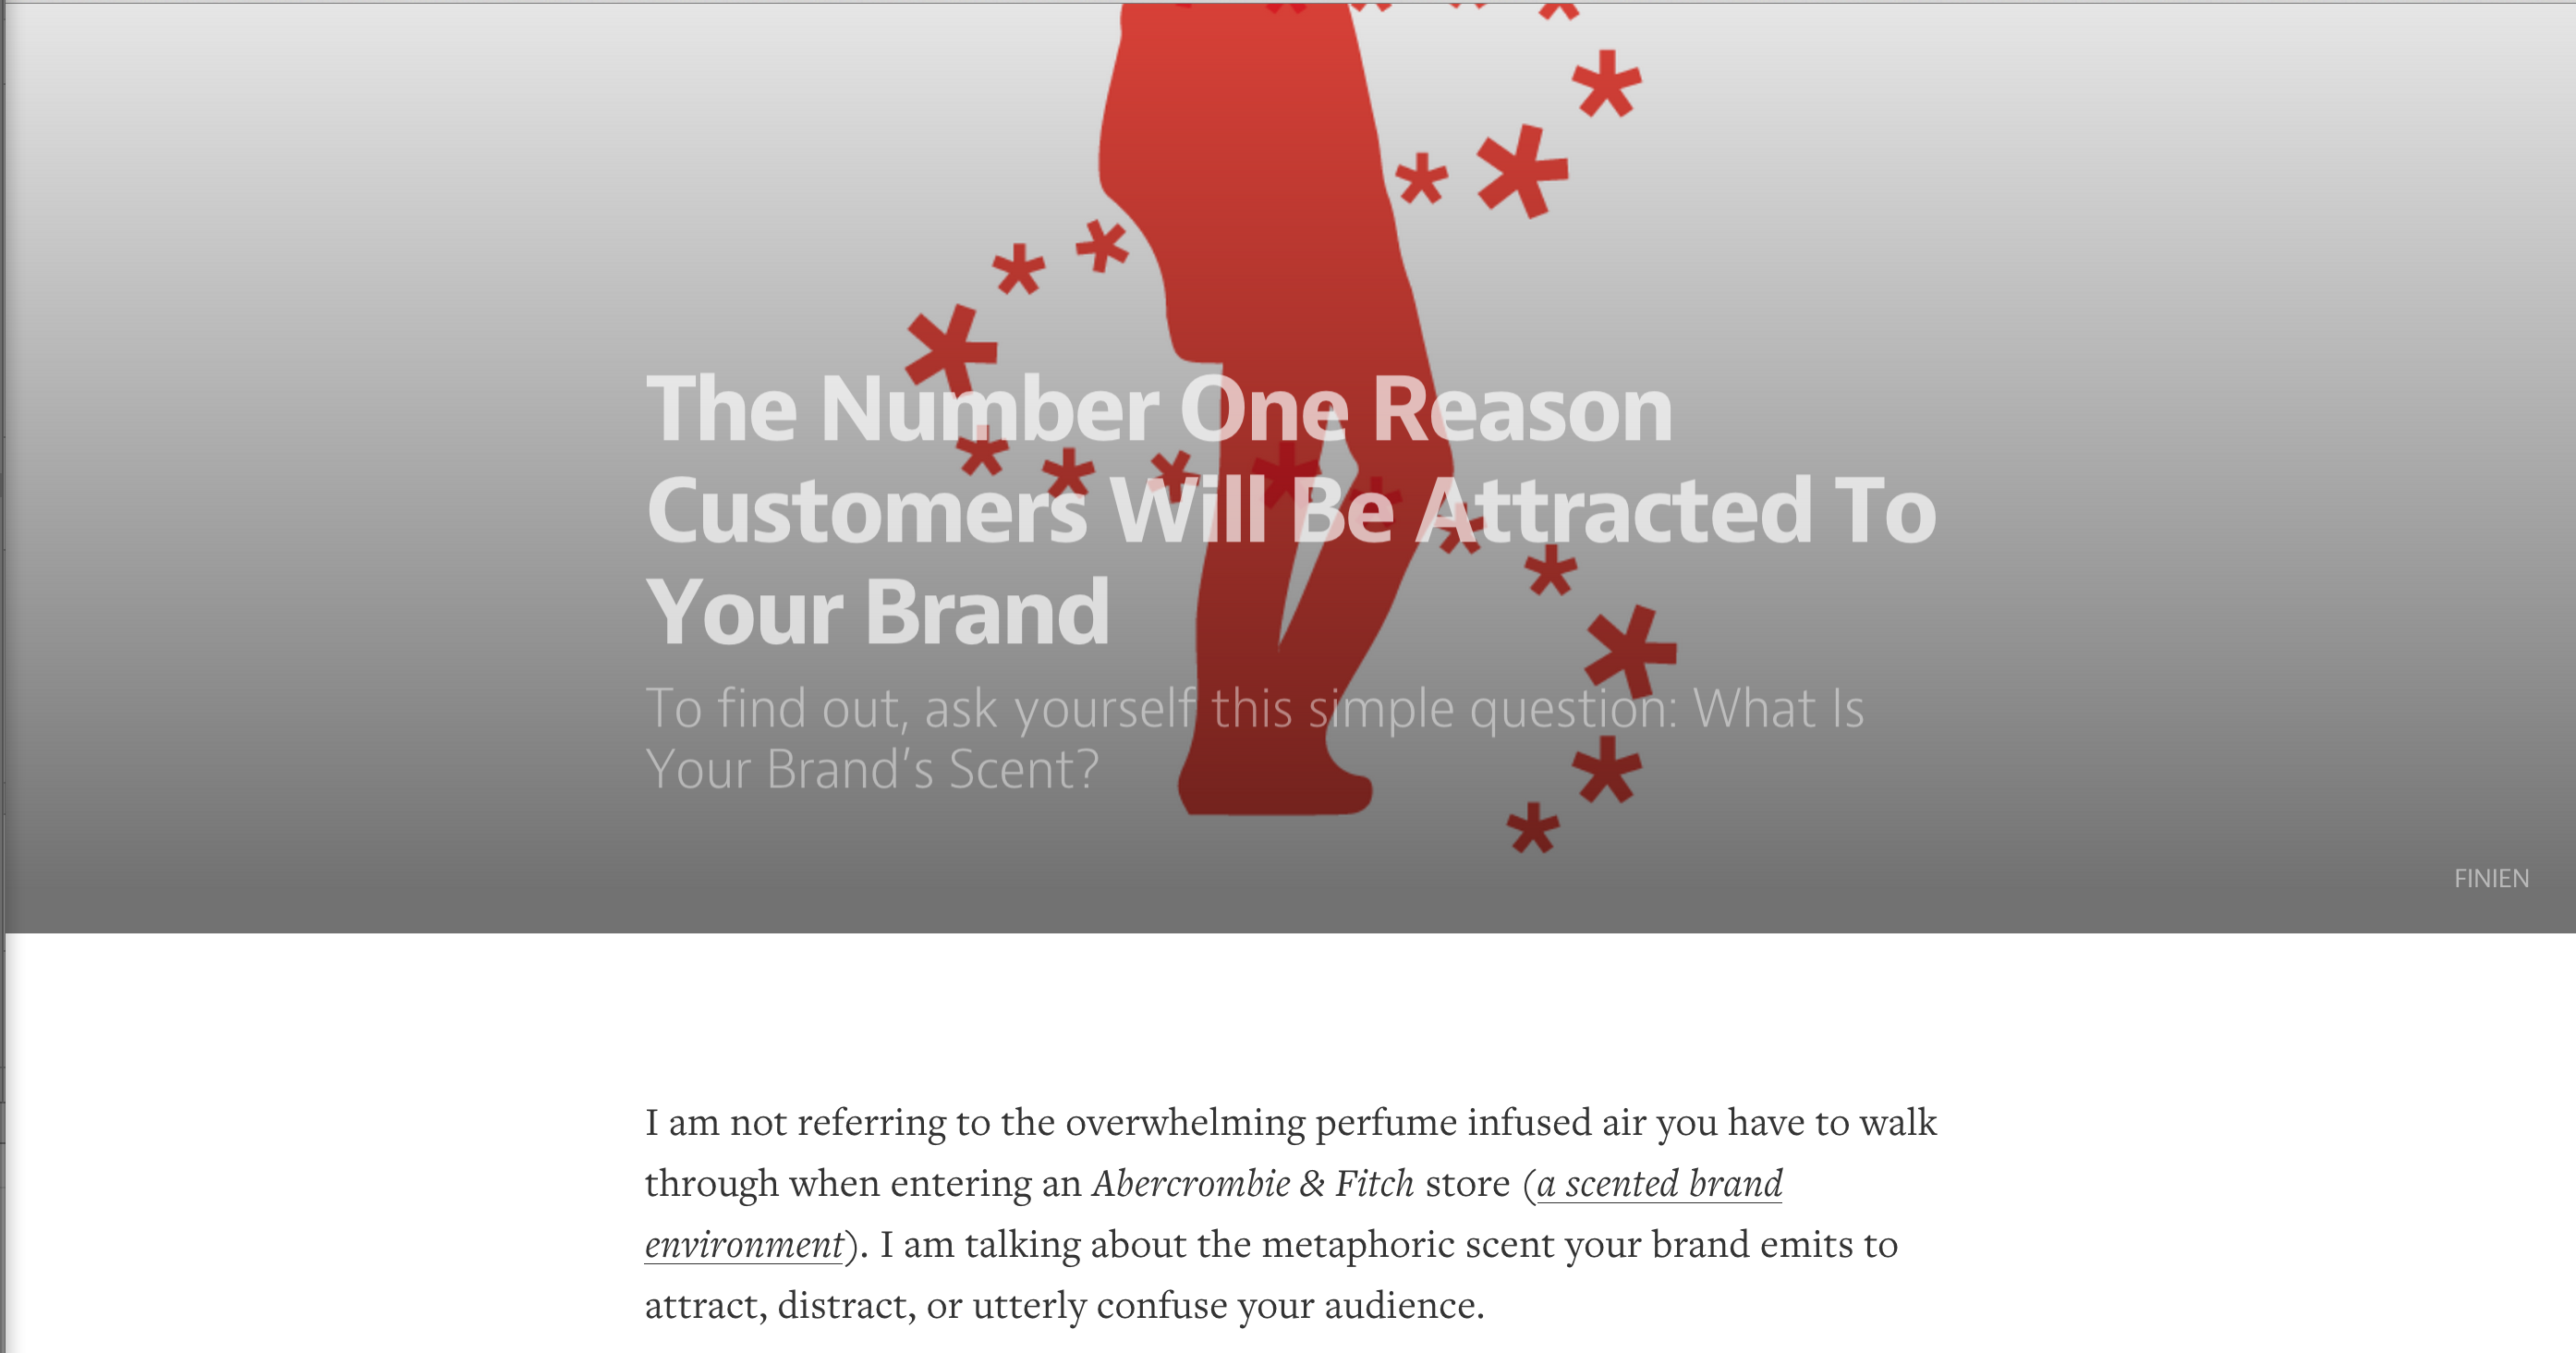 The Number One Reason
Customers Will Be Attracted To
Your Brand
To find out, ask yourself this simple question: What Is
Your Brand’s Scent?
FINIEN
I am not referring to the overwhelming perfume infused air you have to walk
through when entering an Abercrombie & Fitch store (a scented brand
environment). I am talking about the metaphoric scent your brand emits to
attract, distract, or utterly confuse your audience.